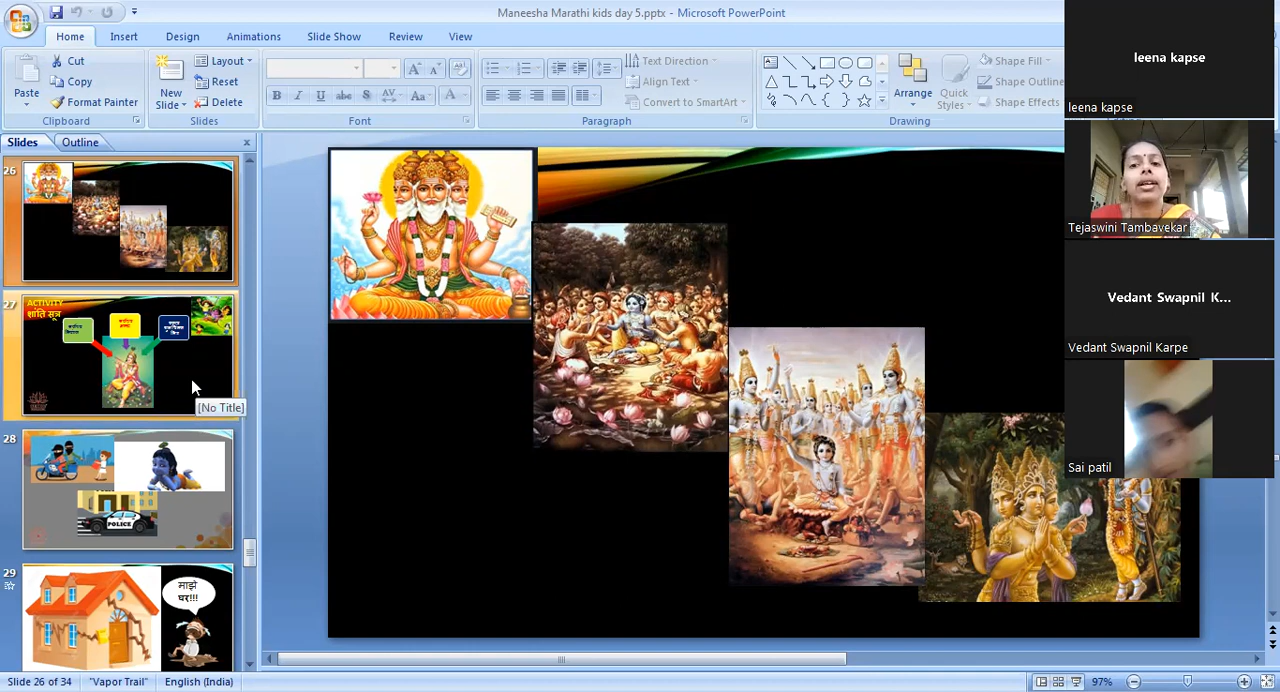 Maneesha Marathi kids day 5.pptx - Microsoft PowerPoint
Home Insert Design Animations Slide Show Review View
Paste
Cut
Copy
Format Painter
Clipboard
New
Slide
Layout
Reset
Delete
Slides
B I U abc S AV Aa A
Font
Text Direction
Align Text
Convert to SmartArt
Paragraph
Arrange
Quick
Styles
Shape Fill
Shape Outline
Shape Effects
Drawing
Slides Outline
26
27
ACTIVITY
शांति सूत्र
[No Title]
28
POLICE
29
माझे
घर!!!
leena kapse
leena kapse
Tejaswini Tambavekar
Vedant Swapnil K...
Vedant Swapnil Karpe
Sai patil
Slide 26 of 34 "Vapor Trail" English (India) 97%